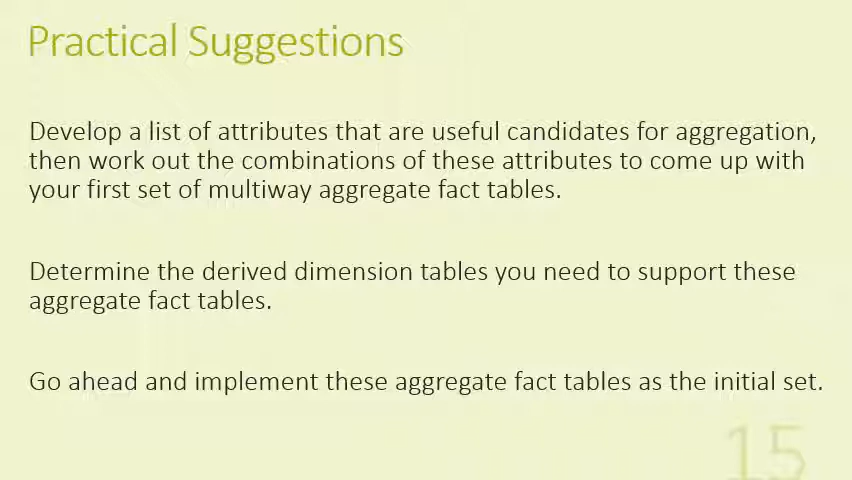 Practical Suggestions
Develop a list of attributes that are useful candidates for aggregation,
then work out the combinations of these attributes to come up with
your first set of multiway aggregate fact tables.
Determine the derived dimension tables you need to support these
aggregate fact tables.
Go ahead and implement these aggregate fact tables as the initial set.
15